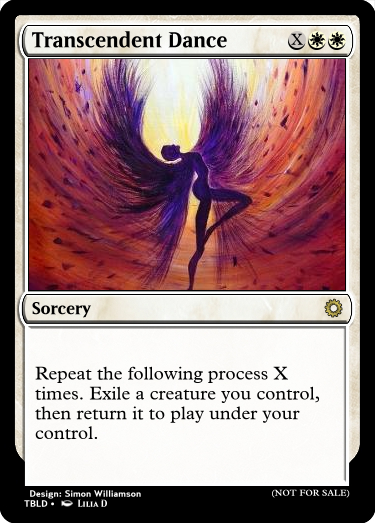 Transcendent Dance X
Sorcery
Repeat the following process X
times. Exile a creature you control,
then return it to play under your
control.
Design: Simon Williamson (NOT FOR SALE)
TBLD • Lilia D